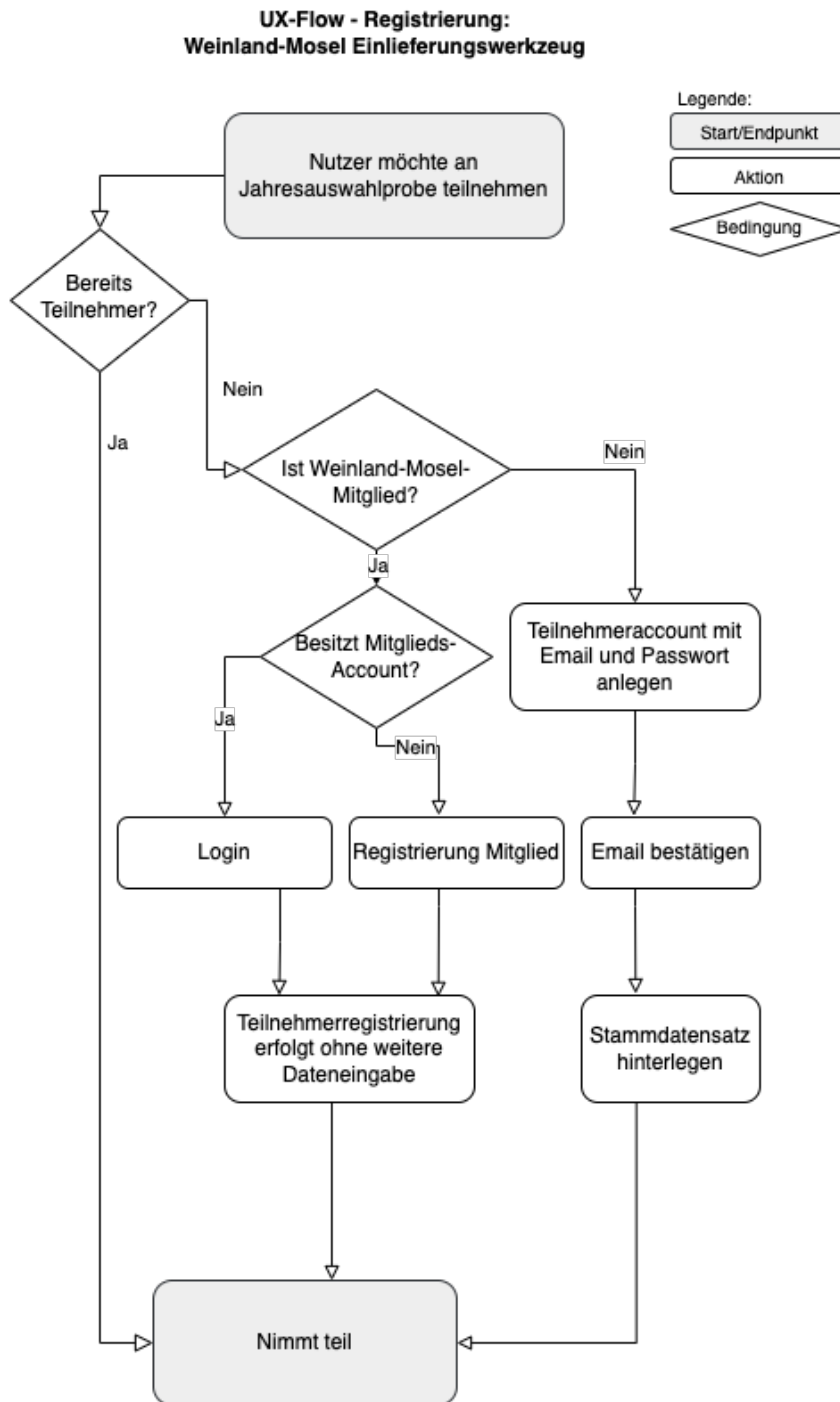 UX-Flow - Registrierung:
Weinland-Mosel Einlieferungswerkzeug
Legende:
Start/Endpunkt
Aktion
Bedingung
Nutzer möchte an
Jahresauswahlprobe teilnehmen
Bereits
Teilnehmer?
Nein
Ja
Ist Weinland-Mosel-
Mitglied?
Nein
Ja
Besitzt Mitglieds-
Account?
Teilnehmeraccount mit
Email und Passwort
anlegen
Ja
Nein
Login
Registrierung Mitglied
Email bestätigen
Teilnehmerregistrierung
erfolgt ohne weitere
Dateneingabe
Stammdatensatz
hinterlegen
Nimmt teil